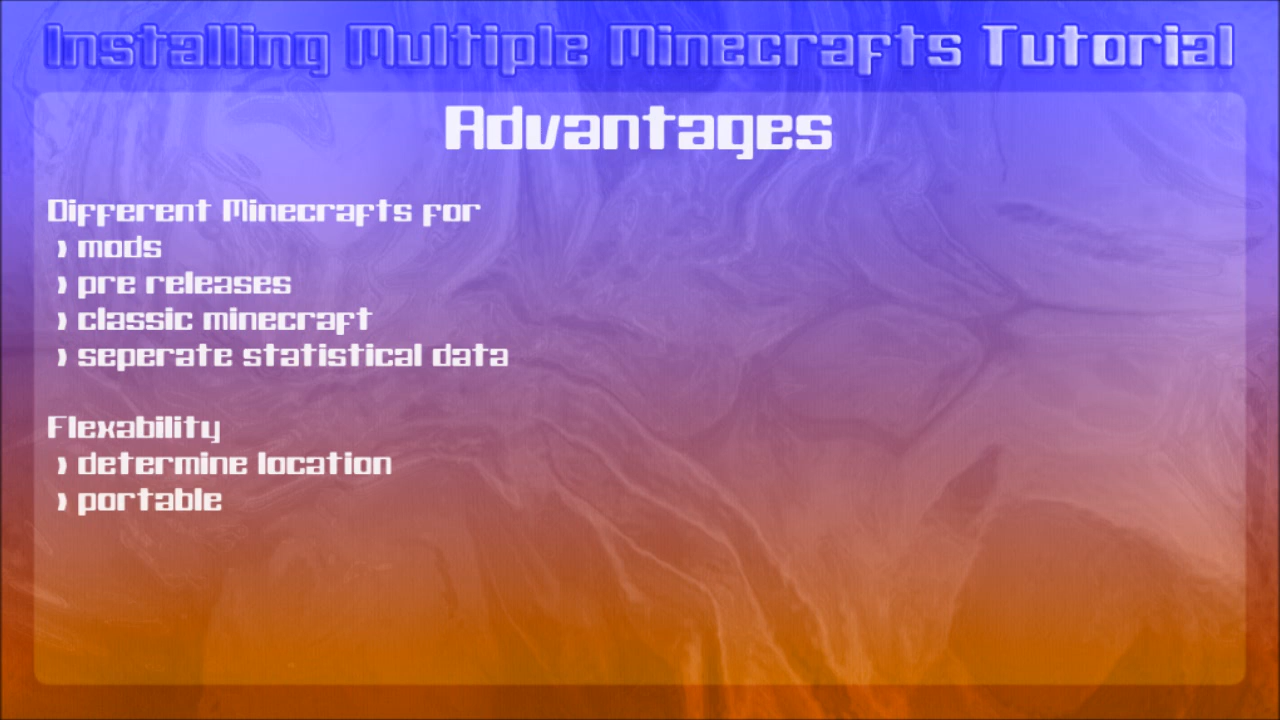 Installing Multiple Minecrafts Tutorial
Advantages
Different Minecrafts for
) mods
) pre releases
) classic minecraft
) seperate statistical data
Flexability
) determine location
) portable